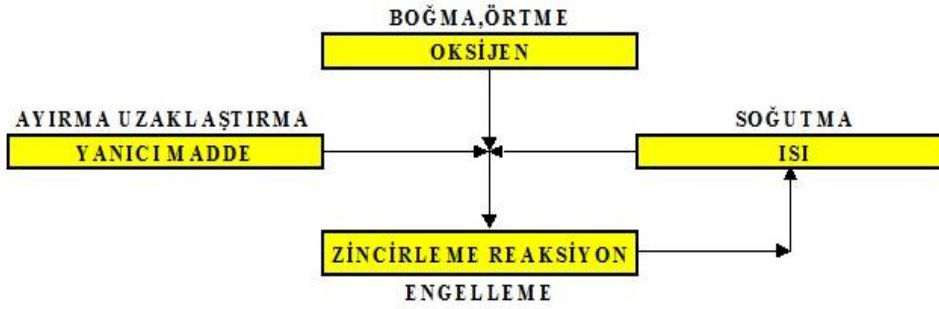 BOĞMA,ÖRTME
OKSİJEN
AYIRMA UZAKLAŞTIRMA
YANICI MADDE
SOĞUTMA
ISI
ZİNCİRLEME REAKSİYON
ENGELLEME